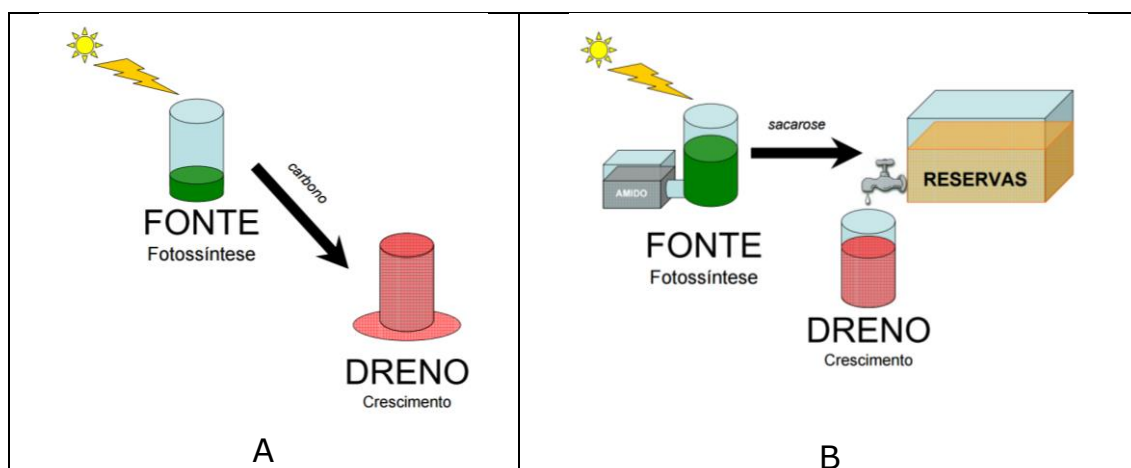 carbono
FONTE
Fotossíntese
DRENO
Crescimento
A
sacarose
AMIDO
RESERVAS
FONTE
Fotossíntese
DRENO
Crescimento
B